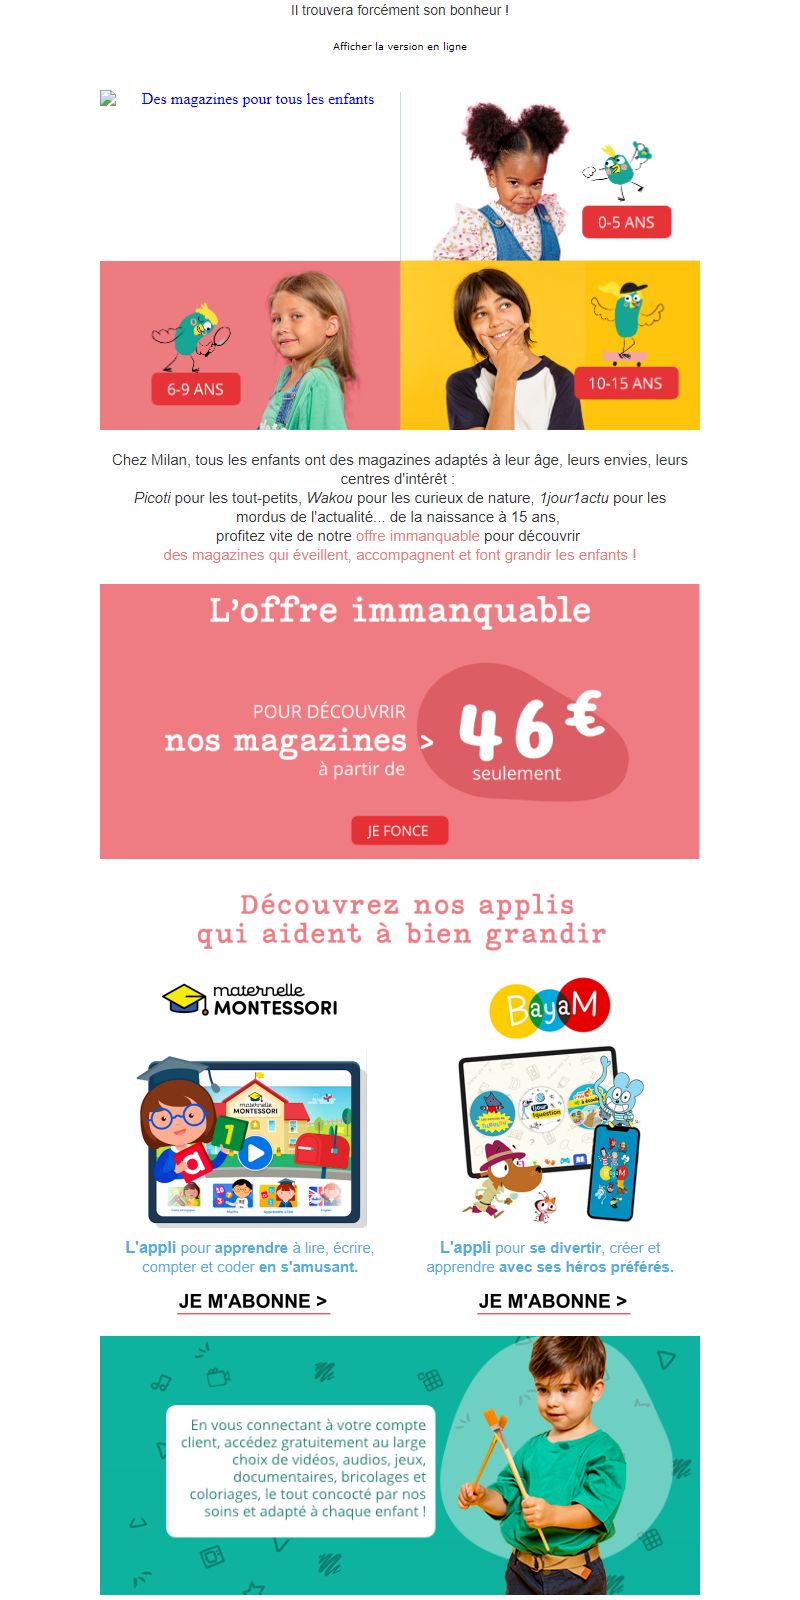 Il trouvera forcément son bonheur !
Afficher la version en ligne
Des magazines pour tous les enfants
0-5 ANS
6-9 ANS
10-15 ANS
Chez Milan, tous les enfants ont des magazines adaptés à leur âge, leurs envies, leurs
centres d'intérêt :
Picoti pour les tout-petits, Wakou pour les curieux de nature, 1jour1actu pour les
mordus de l'actualité... de la naissance à 15 ans,
profitez vite de notre offre immanquable pour découvrir
des magazines qui éveillent, accompagnent et font grandir les enfants !
L'offre immanquable
POUR DÉCOUVRIR
nos magazines >
à partir de
46€
seulement
JE FONCE
Découvrez nos applis
qui aident à bien grandir
maternelle
MONTESSORI
BayaM
maternelle
MONTESSORI
1
a
1jour
1question
BayaM
L'appli pour apprendre à lire, écrire,
compter et coder en s'amusant.
L'appli pour se divertir, créer et
apprendre avec ses héros préférés.
JE M'ABONNE >
JE M'ABONNE >
En vous connectant à votre compte
client, accédez gratuitement au large
choix de vidéos, audios, jeux,
documentaires, bricolages et
coloriages, le tout concocté par nos
soins et adapté à chaque enfant !